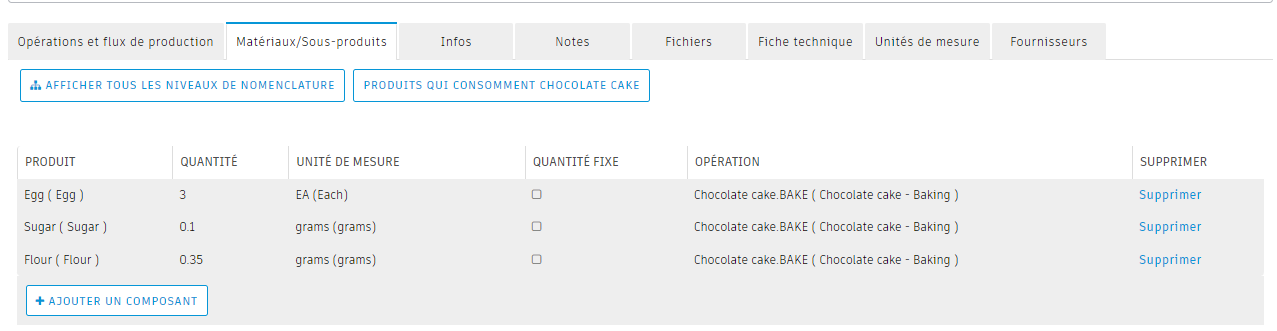 Opérations et flux de production Matériaux/Sous-produits Infos Notes Fichiers Fiche technique Unités de mesure Fournisseurs
AFFICHER TOUS LES NIVEAUX DE NOMENCLATURE PRODUITS QUI CONSOMMENT CHOCOLATE CAKE
PRODUIT QUANTITÉ UNITÉ DE MESURE QUANTITÉ FIXE OPÉRATION SUPPRIMER
Egg ( Egg ) 3 EA (Each) Chocolate cake.BAKE ( Chocolate cake - Baking ) Supprimer
Sugar ( Sugar ) 0.1 grams (grams) Chocolate cake.BAKE ( Chocolate cake - Baking ) Supprimer
Flour ( Flour ) 0.35 grams (grams) Chocolate cake.BAKE ( Chocolate cake - Baking ) Supprimer
+ AJOUTER UN COMPOSANT